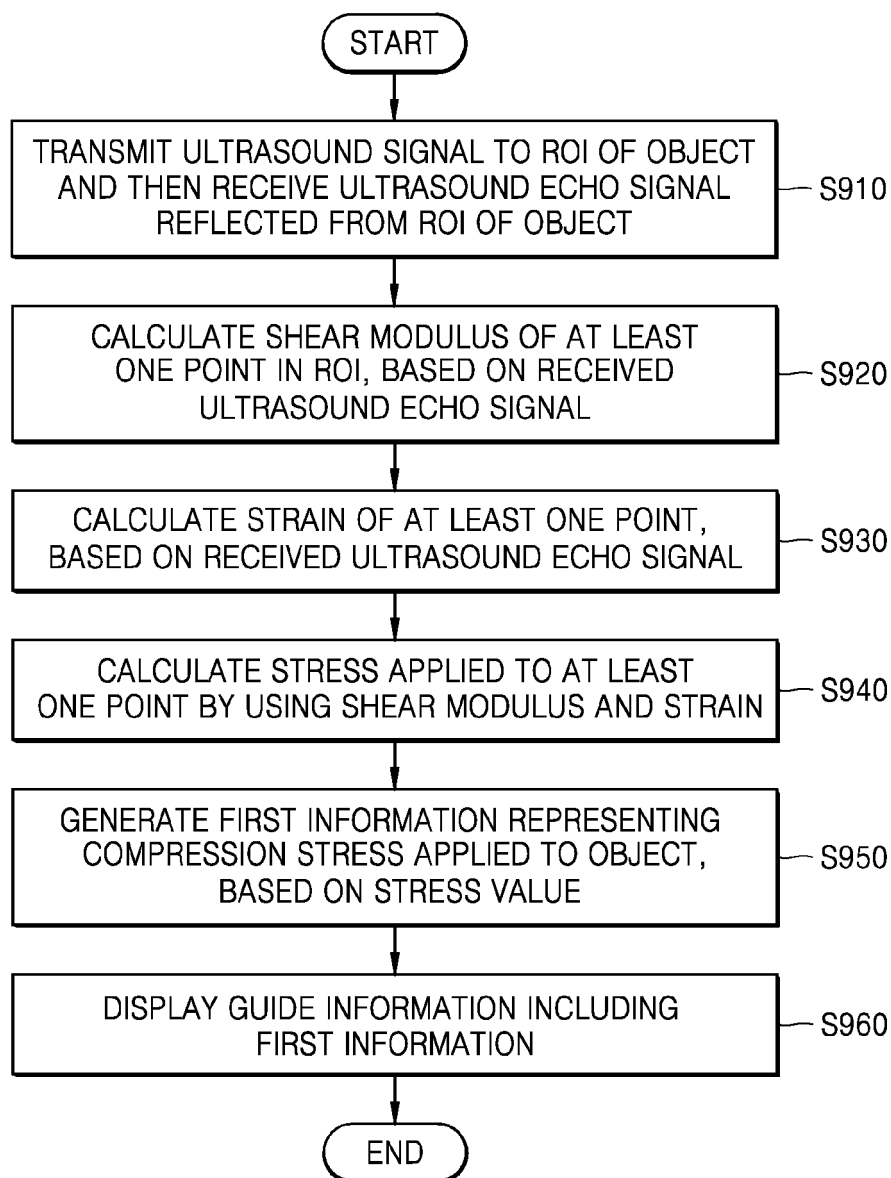 START
TRANSMIT ULTRASOUND SIGNAL TO ROI OF OBJECT
AND THEN RECEIVE ULTRASOUND ECHO SIGNAL
REFLECTED FROM ROI OF OBJECT
S910
CALCULATE SHEAR MODULUS OF AT LEAST
ONE POINT IN ROI, BASED ON RECEIVED
ULTRASOUND ECHO SIGNAL
S920
CALCULATE STRAIN OF AT LEAST ONE POINT,
BASED ON RECEIVED ULTRASOUND ECHO SIGNAL
S930
CALCULATE STRESS APPLIED TO AT LEAST
ONE POINT BY USING SHEAR MODULUS AND STRAIN
S940
GENERATE FIRST INFORMATION REPRESENTING
COMPRESSION STRESS APPLIED TO OBJECT,
BASED ON STRESS VALUE
S950
DISPLAY GUIDE INFORMATION INCLUDING
FIRST INFORMATION
S960
END